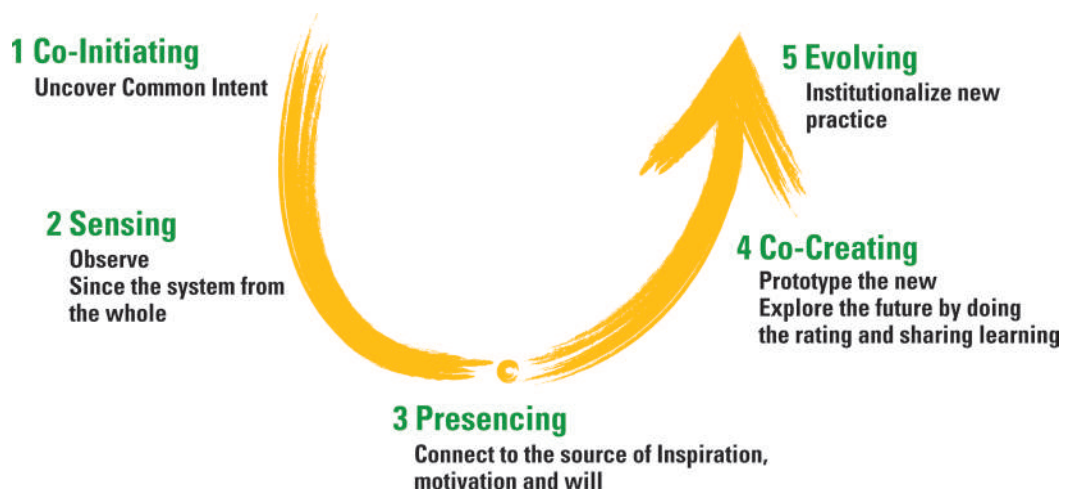 1 Co-Initiating
Uncover Common Intent
2 Sensing
Observe
Since the system from
the whole
3 Presencing
Connect to the source of Inspiration,
motivation and will
4 Co-Creating
Prototype the new
Explore the future by doing
the rating and sharing learning
5 Evolving
Institutionalize new
practice